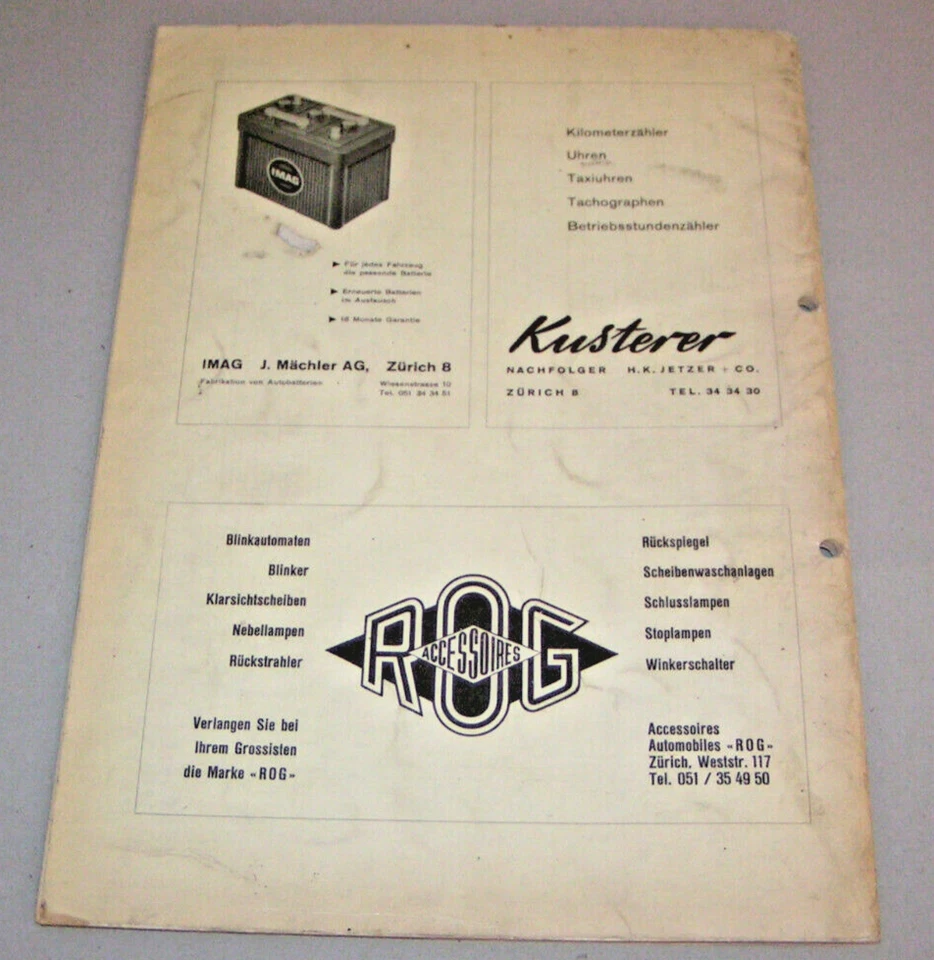 IMAG
► Für jedes Fahrzeug
die passende Batterie
► Erneuerte Batterien
im Austausch
► 18 Monate Garantie
IMAG J. Mächler AG, Zürich 8
Fabrikation von Autobatterien
Wiesenstrasse 10
Tel. 051 34 34 51
Kilometerzähler
Uhren
Taxiuhren
Tachographen
Betriebsstundenzähler
Kusterer
NACHFOLGER H. K. JETZER + CO.
ZÜRICH 8 TEL. 34 34 30
Blinkautomaten
Blinker
Klarsichtscheiben
Nebellampen
Rückstrahler
Verlangen Sie bei
Ihrem Grossisten
die Marke «ROG»
ROG
ACCESSOIRES
Rückspiegel
Scheibenwaschanlagen
Schlusslampen
Stoplampen
Winkerschalter
Accessoires
Automobiles «ROG»
Zürich, Weststr. 117
Tel. 051 / 35 49 50